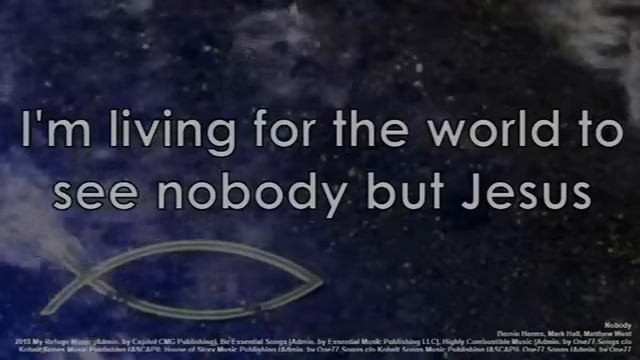 I'm living for the world to
see nobody but Jesus
Nobody
Bernie Herms, Mark Hall, Matthew West
2018 My Refuge Music (Admin. by Capitol CMG Publishing), Be Essential Songs (Admin. by Essential Music Publishing LLC), Highly Combustible Music (Admin. by One77 Songs c/o
Kobalt Songs Music Publishing (ASCAP)), House of Story Music Publishing (Admin. by One77 Songs c/o Kobalt Songs Music Publishing (ASCAP)), One77 Songs (Admin. by One77